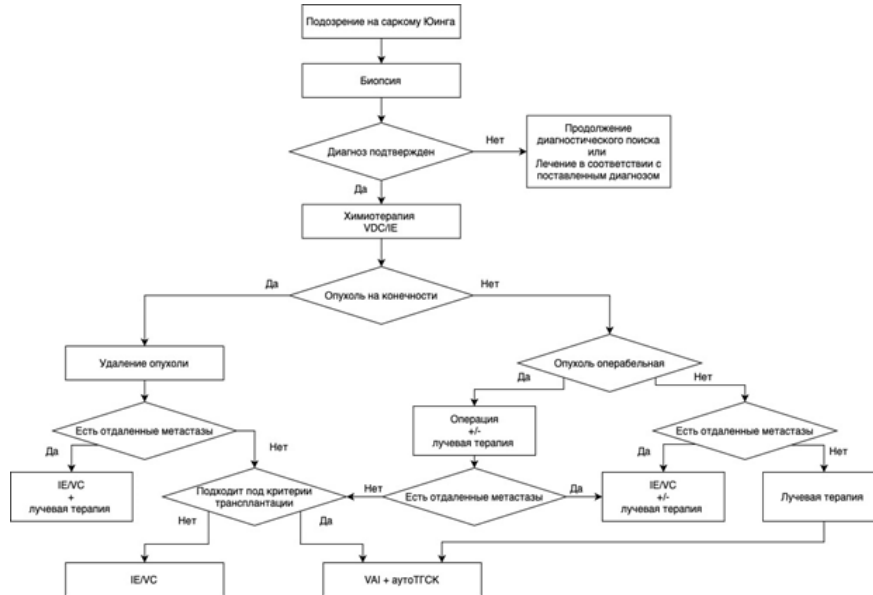 Подозрение на саркому Юинга
Биопсия
Диагноз подтвержден
Нет
Продолжение
диагностического поиска
или
Лечение в соответствии с
поставленным диагнозом
Да
Химиотерапия
VDC/IE
Да
Опухоль на конечности
Нет
Удаление опухоли
Опухоль операбельная
Да
Нет
Есть отдаленные метастазы
Операция
+/-
лучевая терапия
Есть отдаленные метастазы
Да
Нет
Да
Нет
IE/VC
+
лучевая терапия
Подходит под критерии
трансплантации
Нет
Есть отдаленные метастазы
Да
IE/VC
+/-
лучевая терапия
Лучевая терапия
Нет
Да
IE/VC
VAI + аутоТГСК